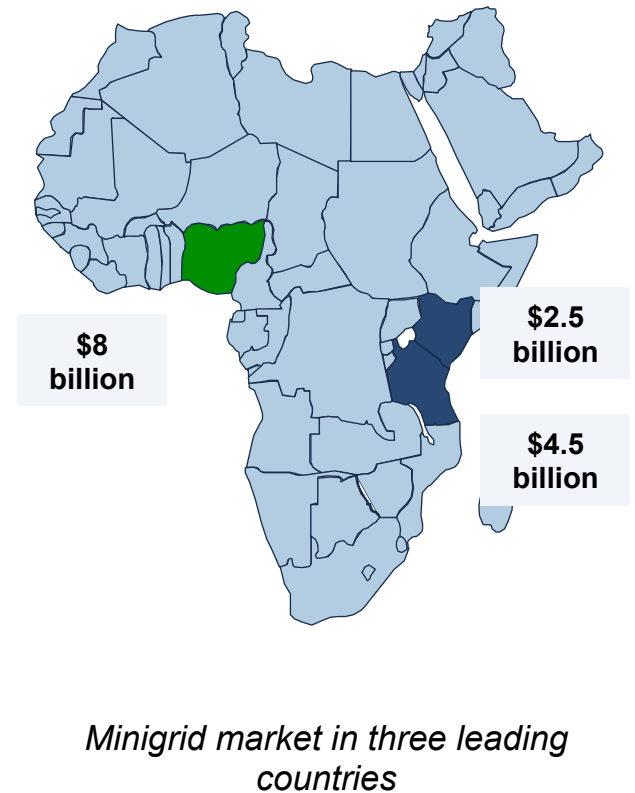 $8
billion
$2.5
billion
$4.5
billion
Minigrid market in three leading
countries